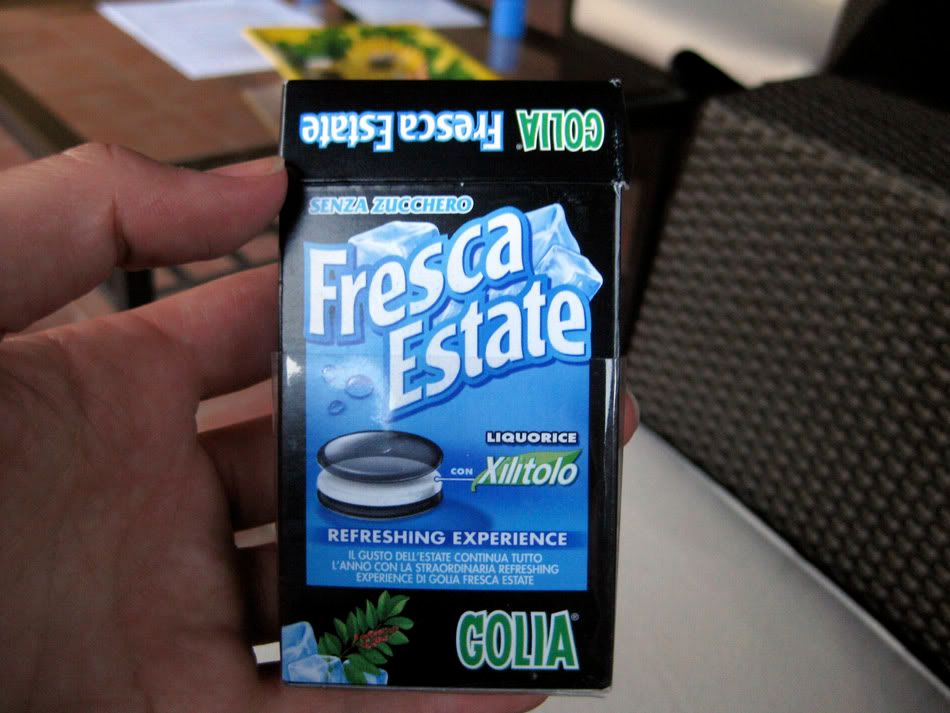 GOLIA® Fresca Estate
SENZA ZUCCHERO
Fresca
Estate
LIQUORICE
CON Xilitolo
REFRESHING EXPERIENCE
IL GUSTO DELL'ESTATE CONTINUA TUTTO
L'ANNO CON LA STRAORDINARIA REFRESHING
EXPERIENCE DI GOLIA FRESCA ESTATE
GOLIA®